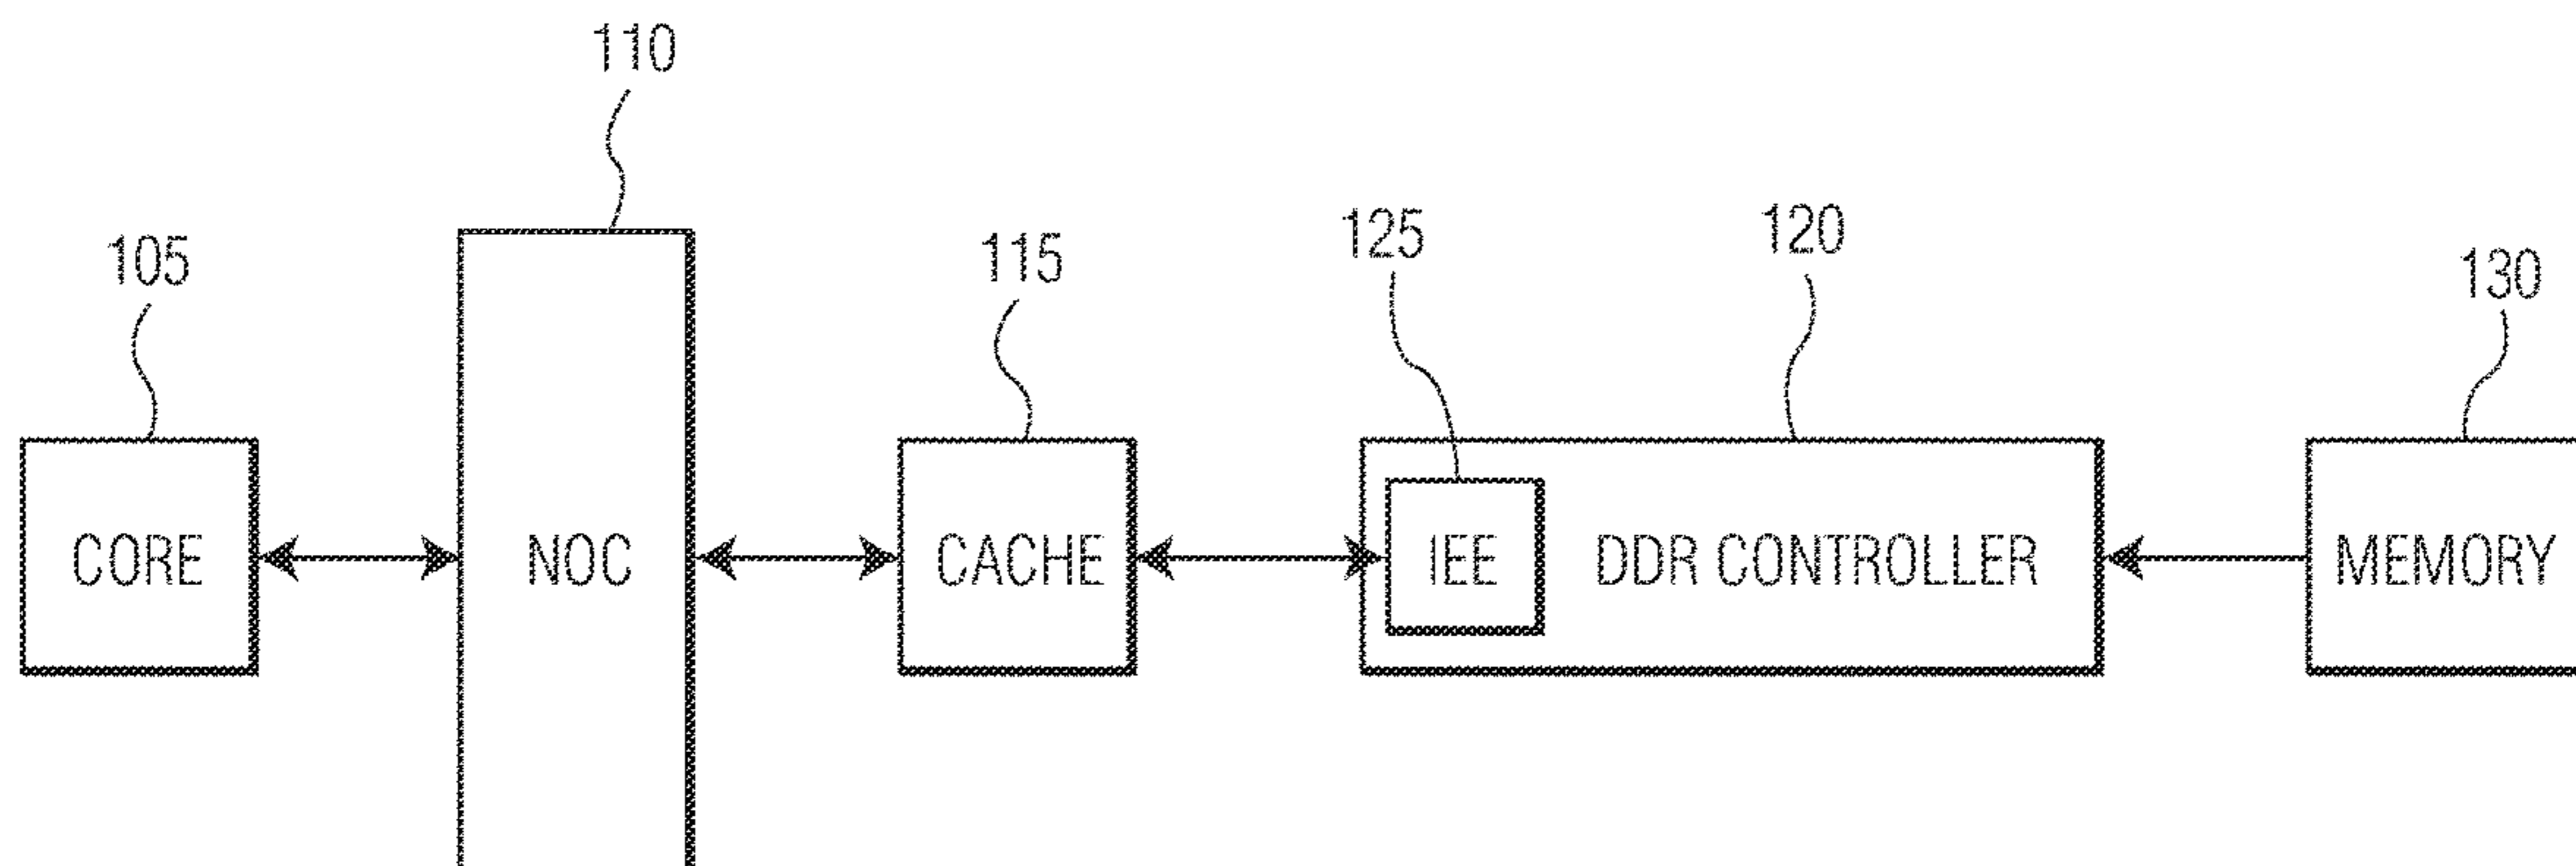 110
125
120
105
115
130
CORE
NOC
CACHE
IEE
DDR CONTROLLER
MEMORY